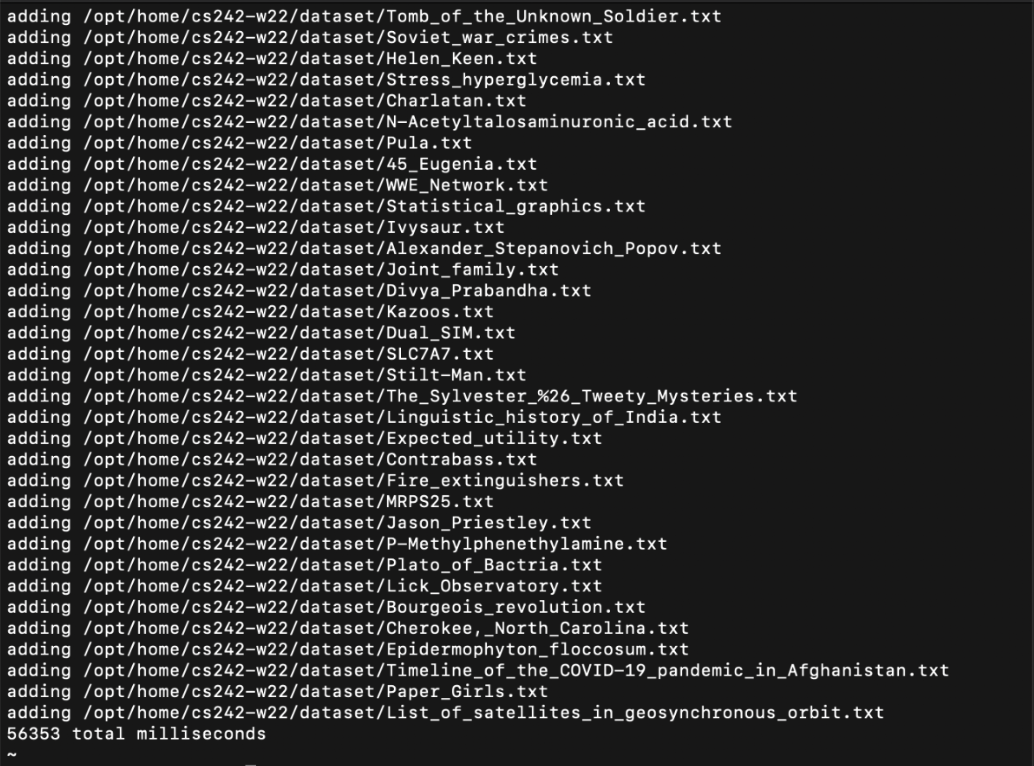 adding /opt/home/cs242-w22/dataset/Tomb_of_the_Unknown_Soldier.txt
adding /opt/home/cs242-w22/dataset/Soviet_war_crimes.txt
adding /opt/home/cs242-w22/dataset/Helen_Keen.txt
adding /opt/home/cs242-w22/dataset/Stress_hyperglycemia.txt
adding /opt/home/cs242-w22/dataset/Charlatan.txt
adding /opt/home/cs242-w22/dataset/N-Acetyltalosaminuronic_acid.txt
adding /opt/home/cs242-w22/dataset/Pula.txt
adding /opt/home/cs242-w22/dataset/45_Eugenia.txt
adding /opt/home/cs242-w22/dataset/WWE_Network.txt
adding /opt/home/cs242-w22/dataset/Statistical_graphics.txt
adding /opt/home/cs242-w22/dataset/Ivysaur.txt
adding /opt/home/cs242-w22/dataset/Alexander_Stepanovich_Popov.txt
adding /opt/home/cs242-w22/dataset/Joint_family.txt
adding /opt/home/cs242-w22/dataset/Divya_Prabandha.txt
adding /opt/home/cs242-w22/dataset/Kazoos.txt
adding /opt/home/cs242-w22/dataset/Dual_SIM.txt
adding /opt/home/cs242-w22/dataset/SLC7A7.txt
adding /opt/home/cs242-w22/dataset/Stilt-Man.txt
adding /opt/home/cs242-w22/dataset/The_Sylvester_%26_Tweety_Mysteries.txt
adding /opt/home/cs242-w22/dataset/Linguistic_history_of_India.txt
adding /opt/home/cs242-w22/dataset/Expected_utility.txt
adding /opt/home/cs242-w22/dataset/Contrabass.txt
adding /opt/home/cs242-w22/dataset/Fire_extinguishers.txt
adding /opt/home/cs242-w22/dataset/MRPS25.txt
adding /opt/home/cs242-w22/dataset/Jason_Priestley.txt
adding /opt/home/cs242-w22/dataset/P-Methylphenethylamine.txt
adding /opt/home/cs242-w22/dataset/Plato_of_Bactria.txt
adding /opt/home/cs242-w22/dataset/Lick_Observatory.txt
adding /opt/home/cs242-w22/dataset/Bourgeois_revolution.txt
adding /opt/home/cs242-w22/dataset/Cherokee,_North_Carolina.txt
adding /opt/home/cs242-w22/dataset/Epidermophyton_floccosum.txt
adding /opt/home/cs242-w22/dataset/Timeline_of_the_COVID-19_pandemic_in_Afghanistan.txt
adding /opt/home/cs242-w22/dataset/Paper_Girls.txt
adding /opt/home/cs242-w22/dataset/List_of_satellites_in_geosynchronous_orbit.txt
56353 total milliseconds
~